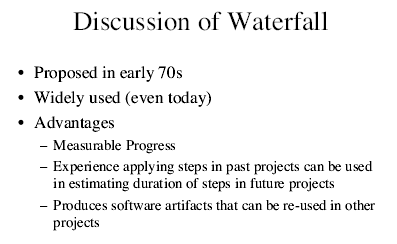 Discussion of Waterfall
• Proposed in early 70s
• Widely used (even today)
• Advantages
– Measurable Progress
– Experience applying steps in past projects can be used
in estimating duration of steps in future projects
– Produces software artifacts that can be re-used in other
projects